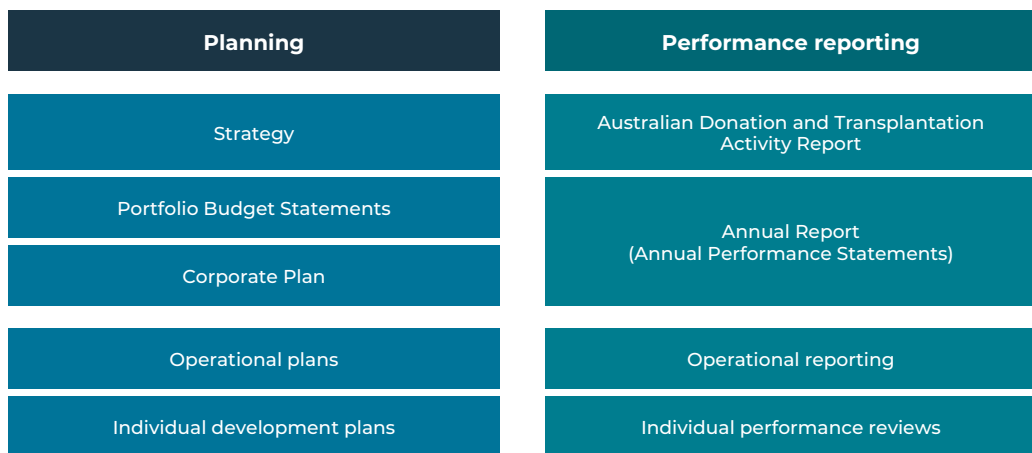 Planning
Strategy
Portfolio Budget Statements
Corporate Plan
Operational plans
Individual development plans
Performance reporting
Australian Donation and Transplantation
Activity Report
Annual Report
(Annual Performance Statements)
Operational reporting
Individual performance reviews